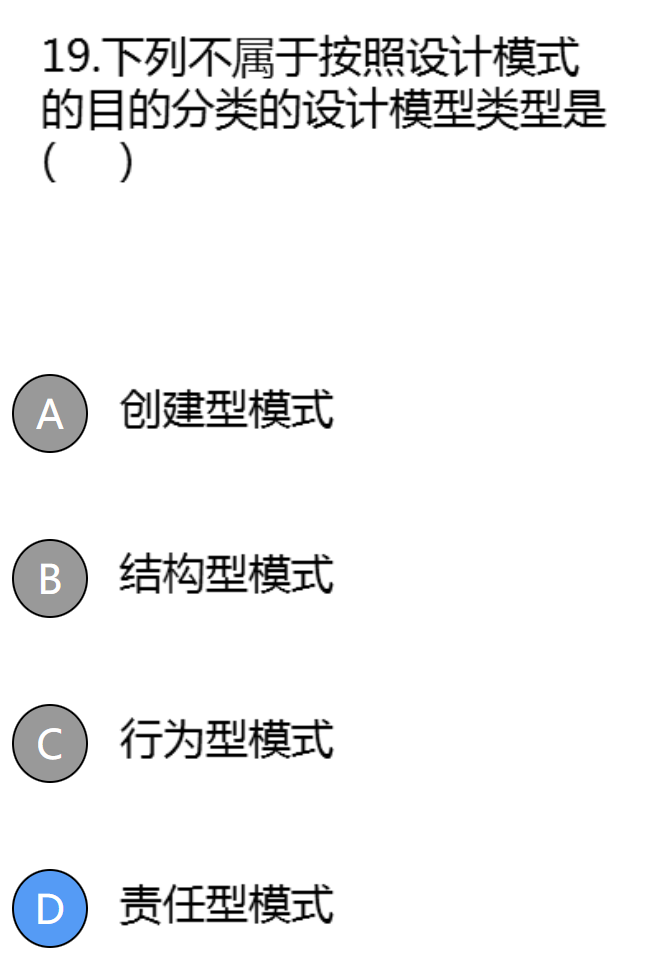 19.下列不属于按照设计模式
的目的分类的设计模型类型是
(    )
A 创建型模式
B 结构型模式
C 行为型模式
D 责任型模式